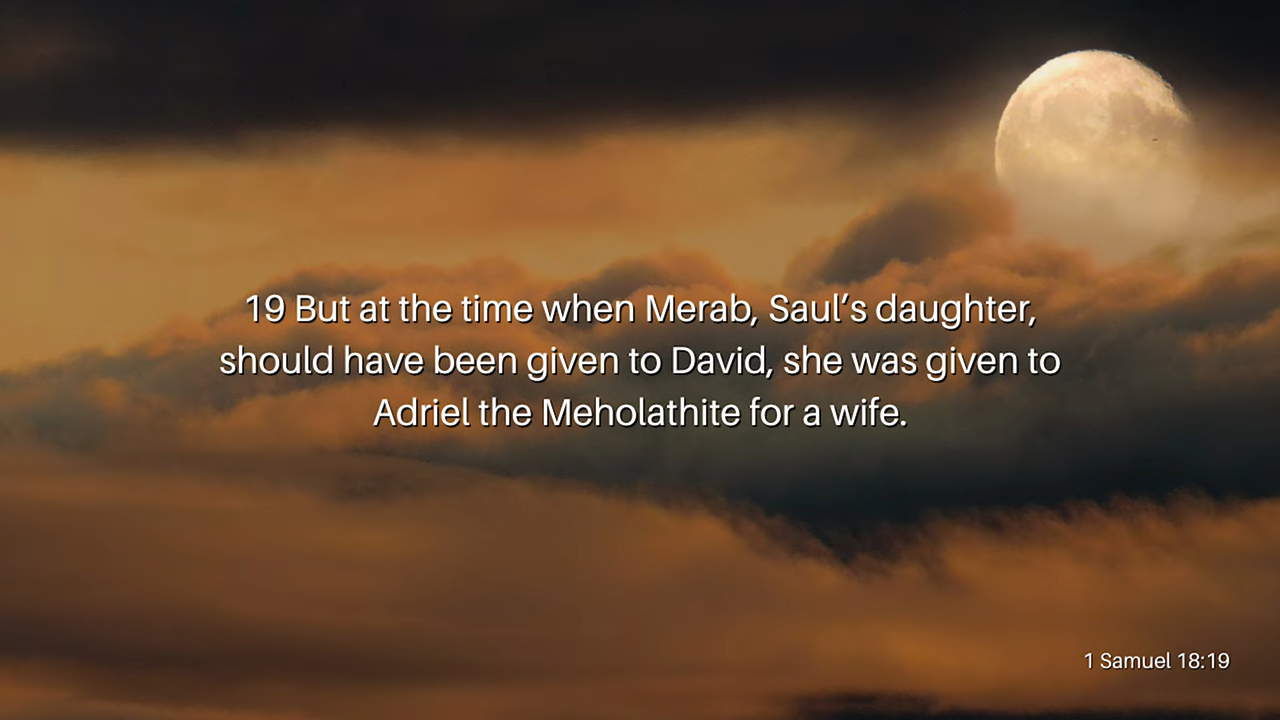 19 But at the time when Merab, Saul’s daughter,
should have been given to David, she was given to
Adriel the Meholathite for a wife.
1 Samuel 18:19